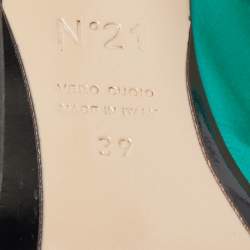 N°21
VERO CUOIO
MADE IN ITALY
39